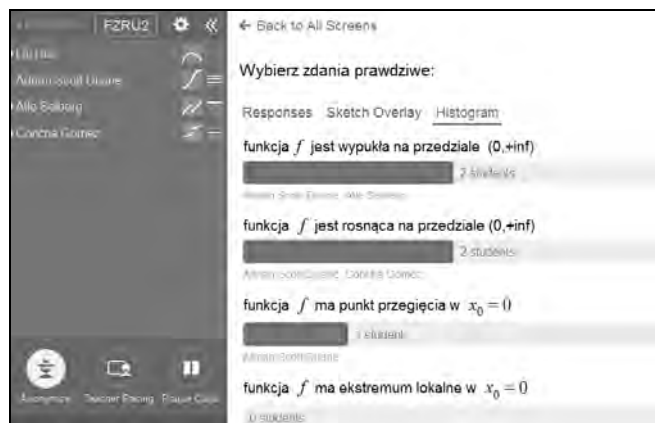 FZRU2
← Back to All Screens
Wybierz zdania prawdziwe:
Responses Sketch Overlay Histogram
funkcja f jest wypukła na przedziale (0,+inf)
2 students
funkcja f jest rosnąca na przedziale (0,+inf)
2 students
Concha Gomez
funkcja f ma punkt przegięcia w x₀ = 0
1 student
funkcja f ma ekstremum lokalne w x₀ = 0
0 students
Concha Gomez
Anonymize Teacher Pacing Pause Class